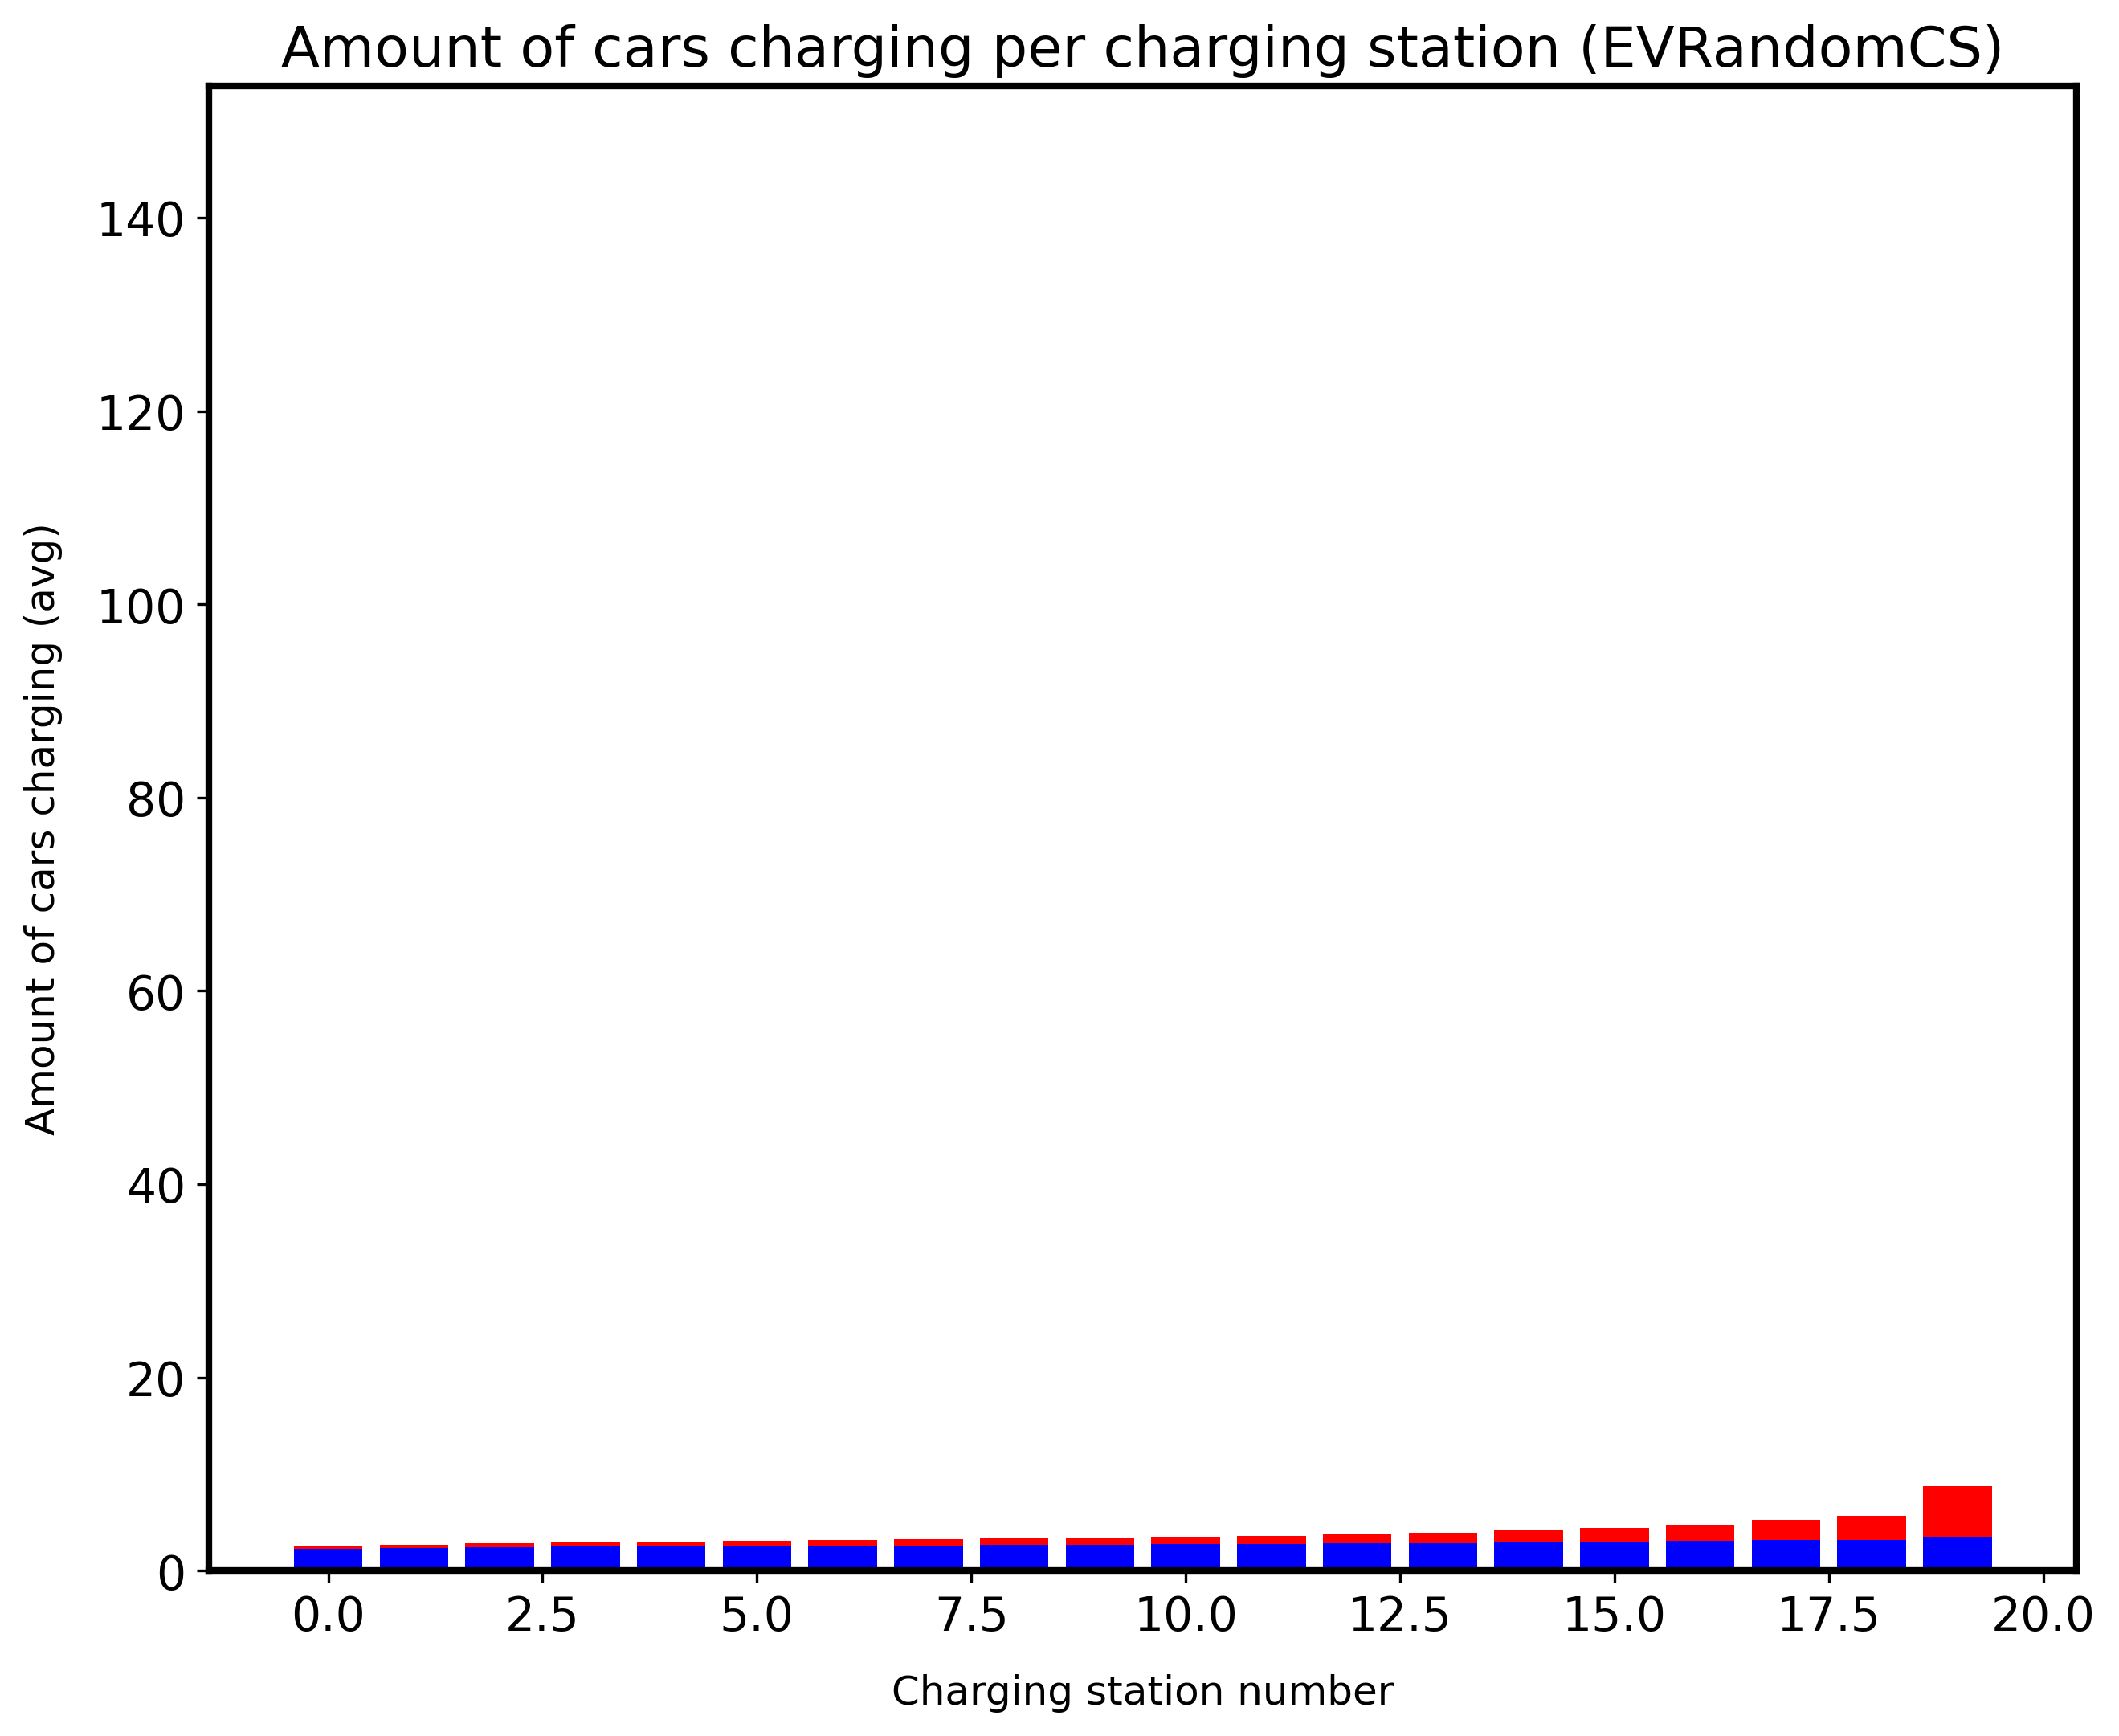 Amount of cars charging per charging station (EVRandomCS)
140
120
100
80
60
40
20
0
Amount of cars charging (avg)
0.0 2.5 5.0 7.5 10.0 12.5 15.0 17.5 20.0
Charging station number